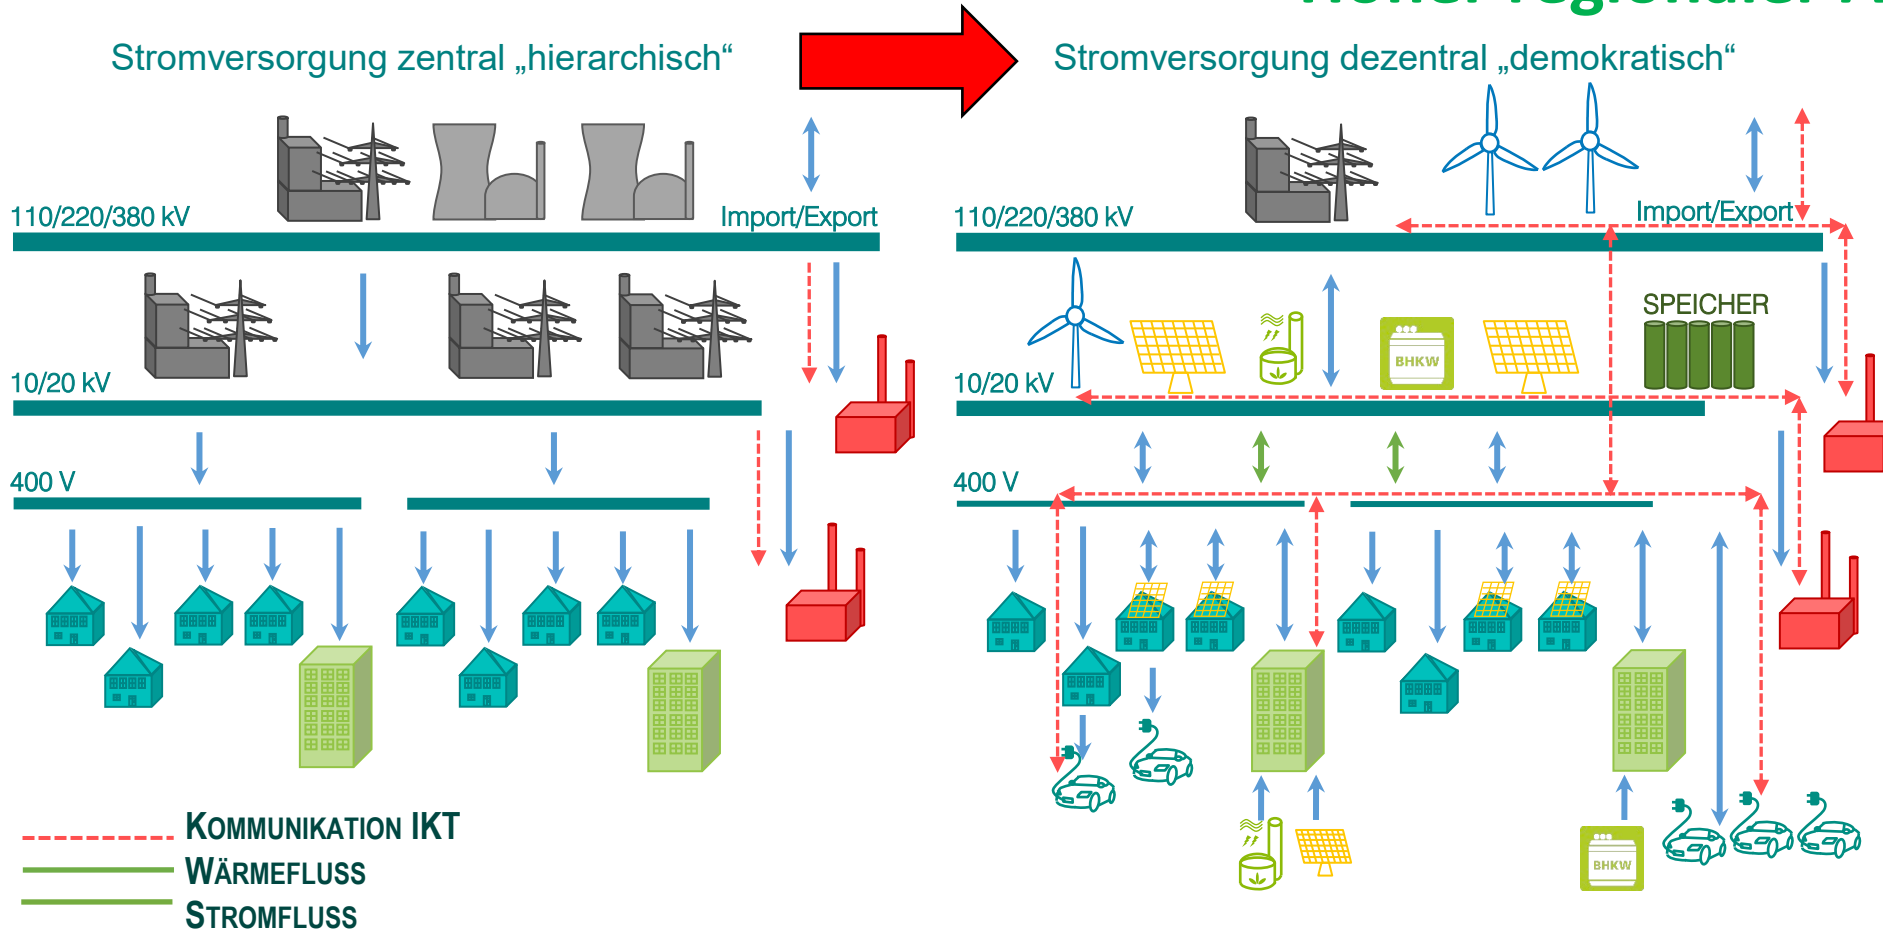 Stromversorgung zentral „hierarchisch“
Stromversorgung dezentral „demokratisch“
110/220/380 kV
Import/Export
10/20 kV
400 V
110/220/380 kV
Import/Export
SPEICHER
BHKW
10/20 kV
400 V
BHKW
KOMMUNIKATION IKT
WÄRMEFLUSS
STROMFLUSS